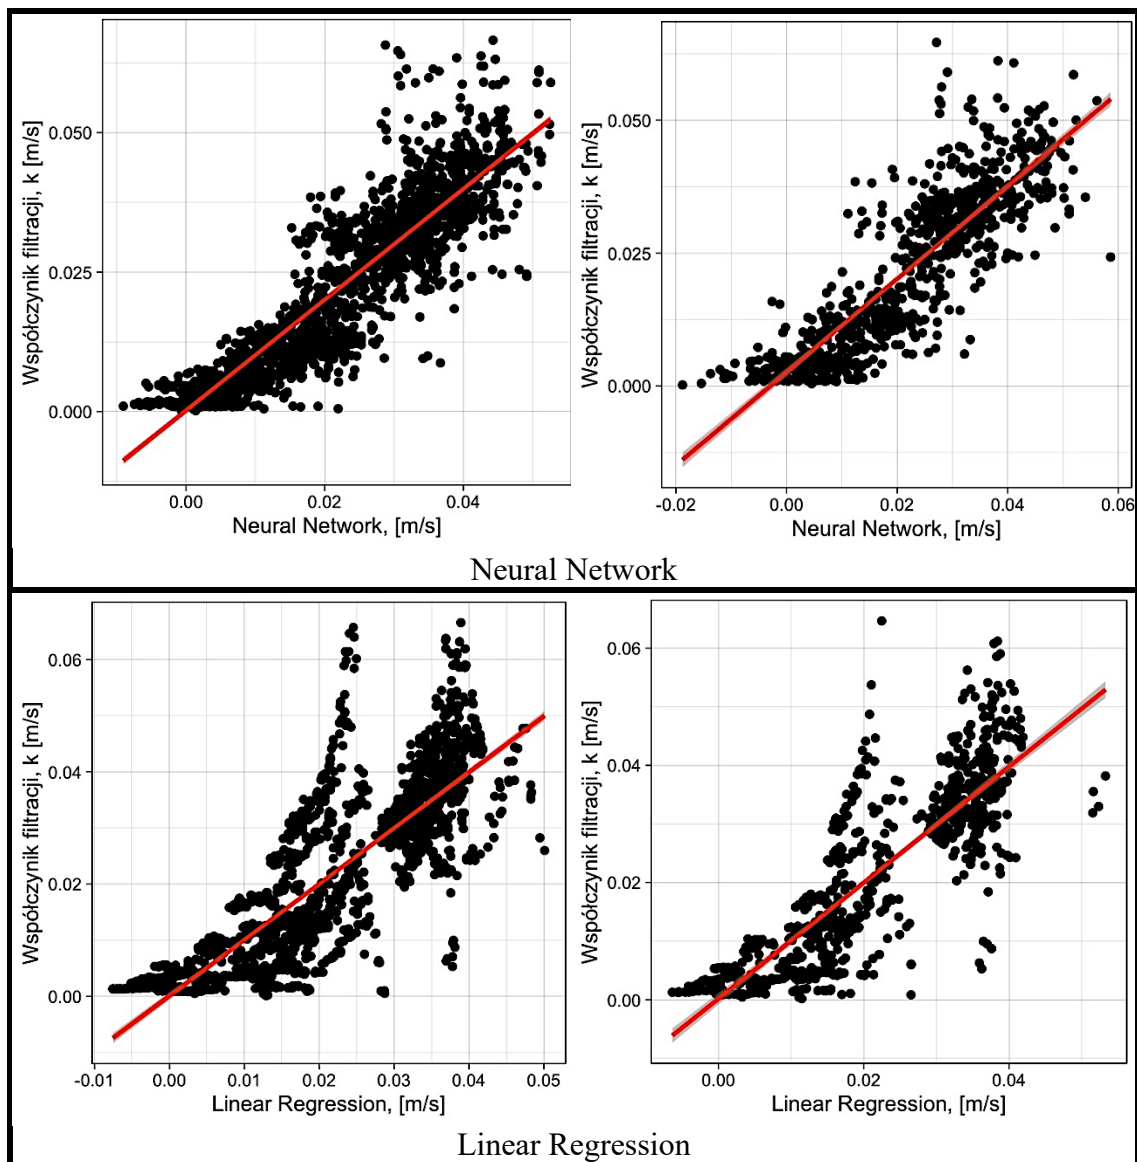 Współczynik filtracji, k [m/s]
0.050
0.025
0.000
0.00 0.02 0.04
Neural Network, [m/s]
Współczynik filtracji, k [m/s]
0.050
0.025
0.000
-0.02 0.00 0.02 0.04 0.06
Neural Network, [m/s]
Neural Network
Współczynik filtracji, k [m/s]
0.06
0.04
0.02
0.00
-0.01 0.00 0.01 0.02 0.03 0.04 0.05
Linear Regression, [m/s]
Współczynik filtracji, k [m/s]
0.06
0.04
0.02
0.00
0.00 0.02 0.04
Linear Regression, [m/s]
Linear Regression